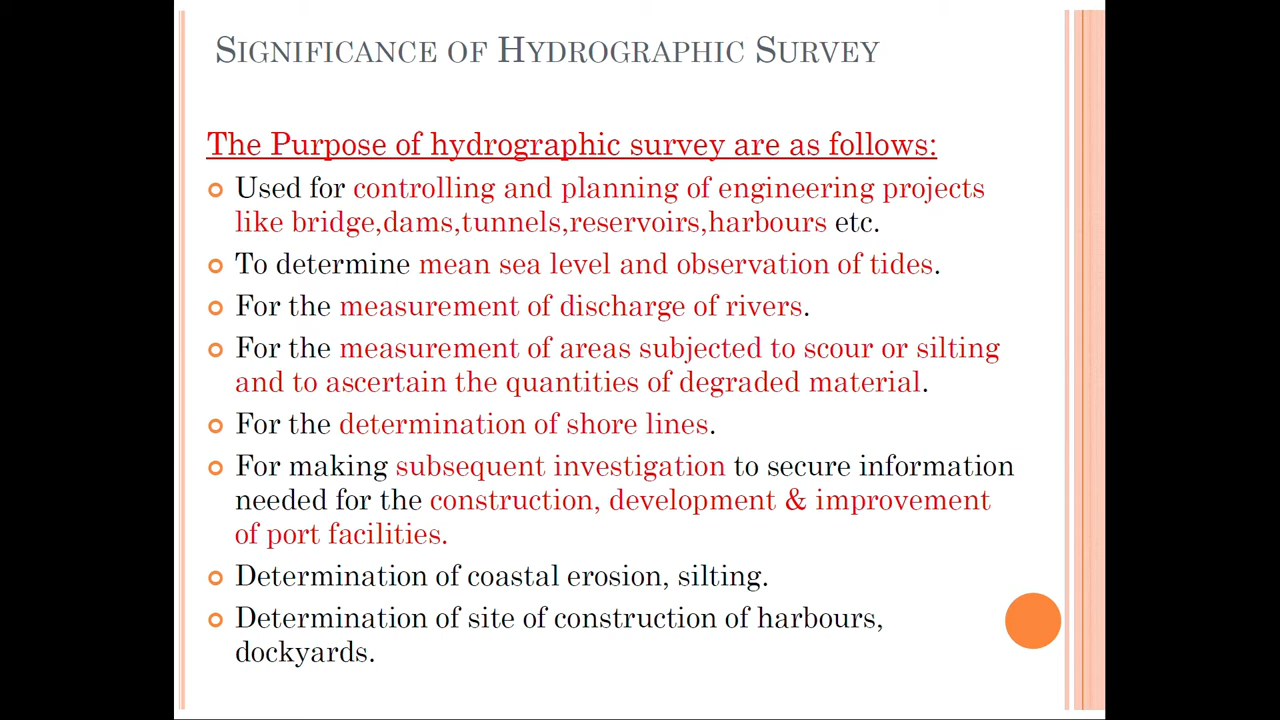 Significance of Hydrographic Survey
The Purpose of hydrographic survey are as follows:
Used for controlling and planning of engineering projects
like bridge,dams,tunnels,reservoirs,harbours etc.
To determine mean sea level and observation of tides.
For the measurement of discharge of rivers.
For the measurement of areas subjected to scour or silting
and to ascertain the quantities of degraded material.
For the determination of shore lines.
For making subsequent investigation to secure information
needed for the construction, development & improvement
of port facilities.
Determination of coastal erosion, silting.
Determination of site of construction of harbours,
dockyards.